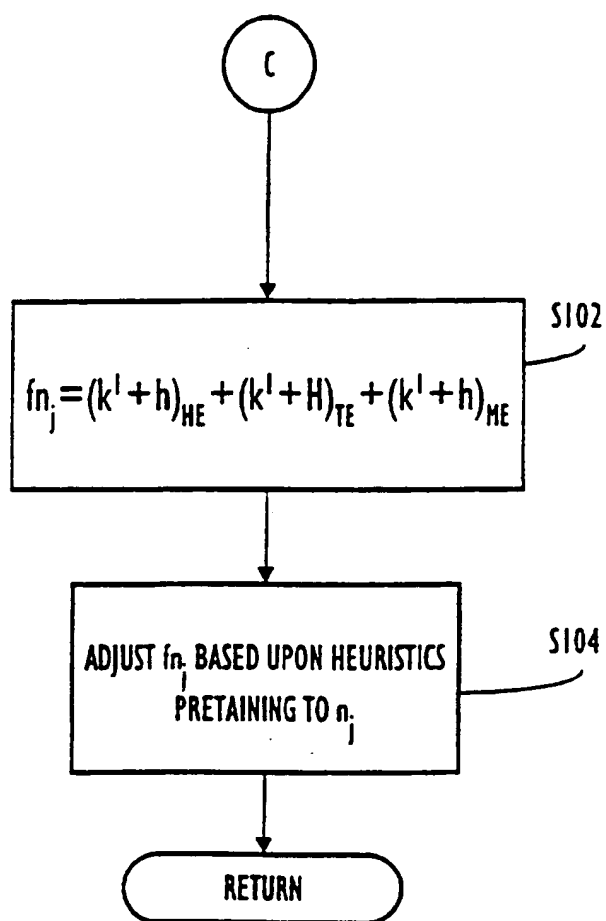 C
S102
fn_j = (k' + h)_HE + (k' + H)_TE + (k' + h)_ME
S104
ADJUST fn_j BASED UPON HEURISTICS
PRETAINING TO n_j
RETURN